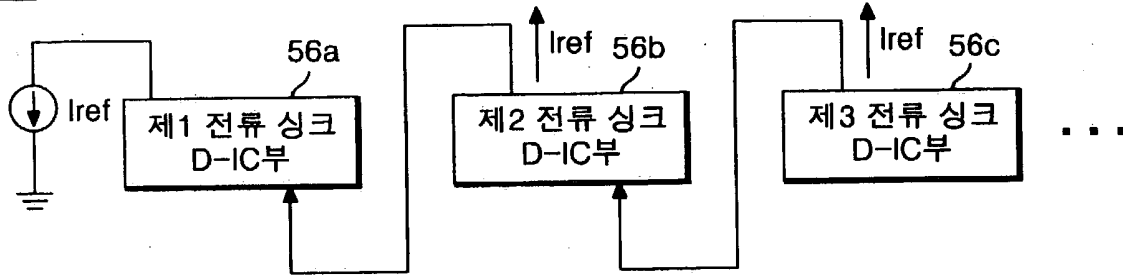 Iref
56a
제1 전류 싱크
D-IC부
Iref
56b
제2 전류 싱크
D-IC부
Iref
56c
제3 전류 싱크
D-IC부
...